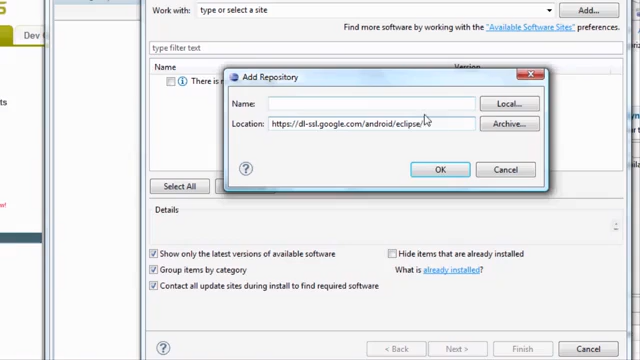 Work with: type or select a site Add...
Find more software by working with the "Available Software Sites" preferences.
type filter text
Name Version
There is
Add Repository
Name: Local...
Location: https://dl-ssl.google.com/android/eclipse/ Archive...
? OK Cancel
Select All
Details
Show only the latest versions of available software Hide items that are already installed
Group items by category What is already installed?
Contact all update sites during install to find required software
? < Back Next > Finish Cancel
Dev